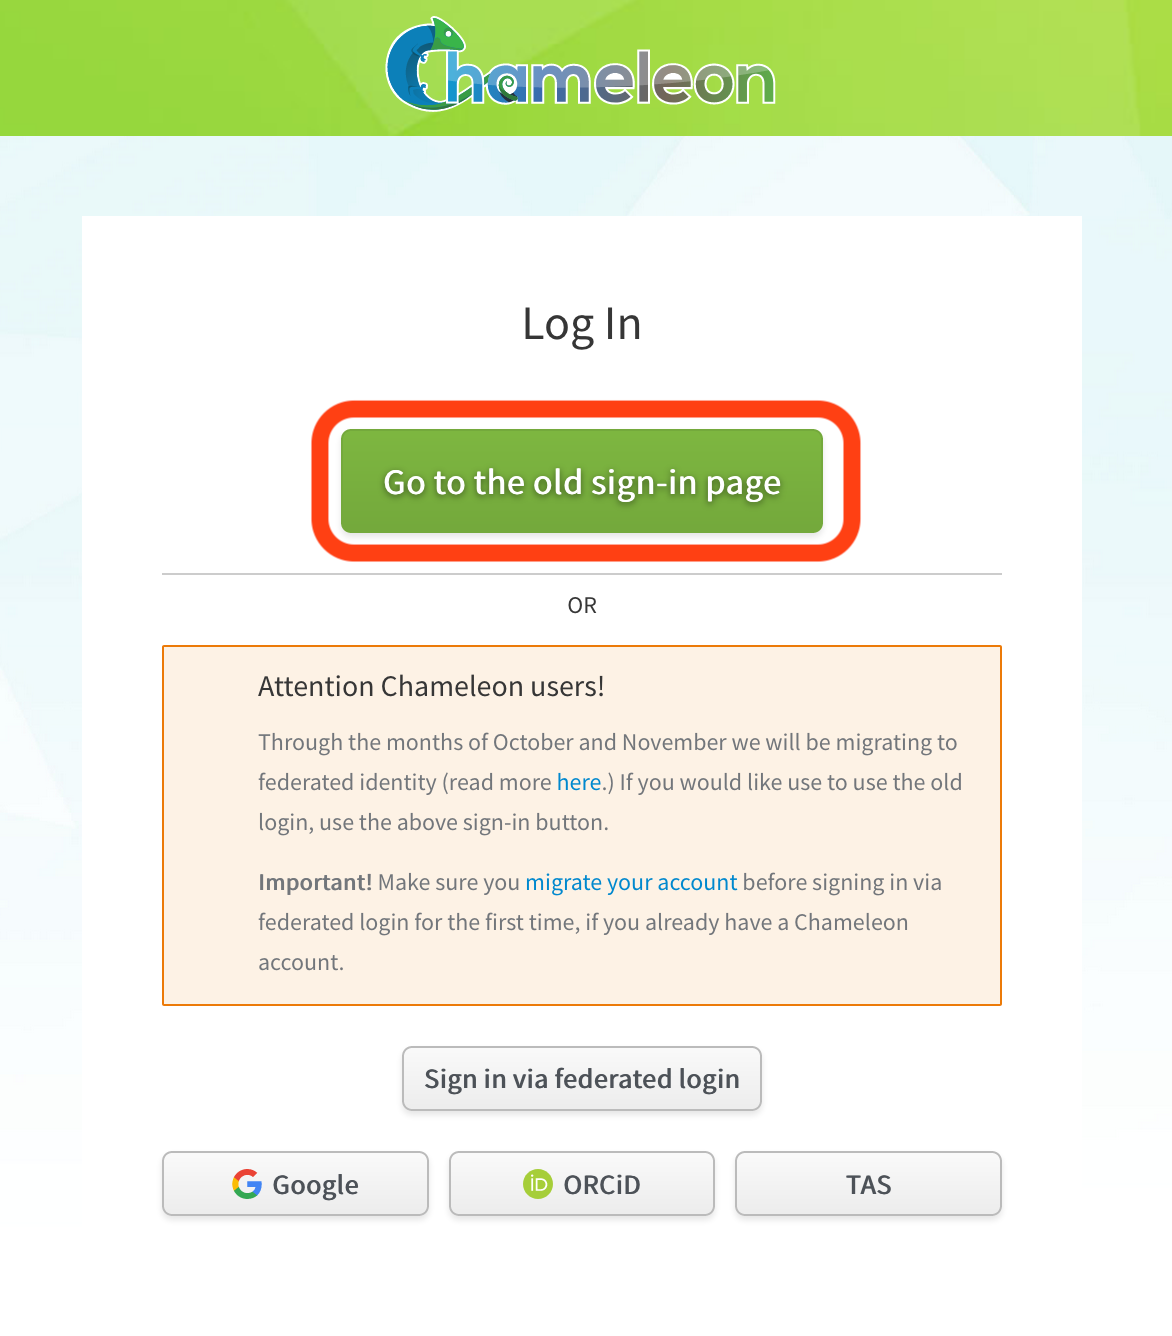 Chameleon
Log In
Go to the old sign-in page
OR
Attention Chameleon users!
Through the months of October and November we will be migrating to
federated identity (read more here.) If you would like use to use the old
login, use the above sign-in button.
Important! Make sure you migrate your account before signing in via
federated login for the first time, if you already have a Chameleon
account.
Sign in via federated login
Google
iD ORCiD
TAS